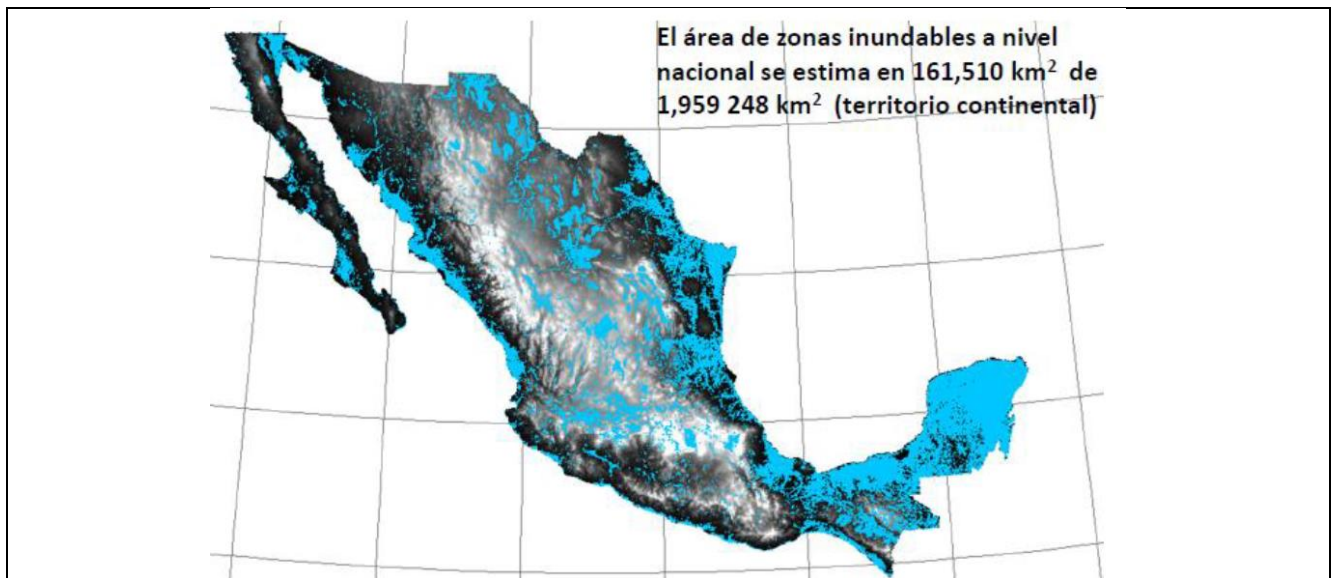 El área de zonas inundables a nivel
nacional se estima en 161,510 km² de
1,959 248 km² (territorio continental)